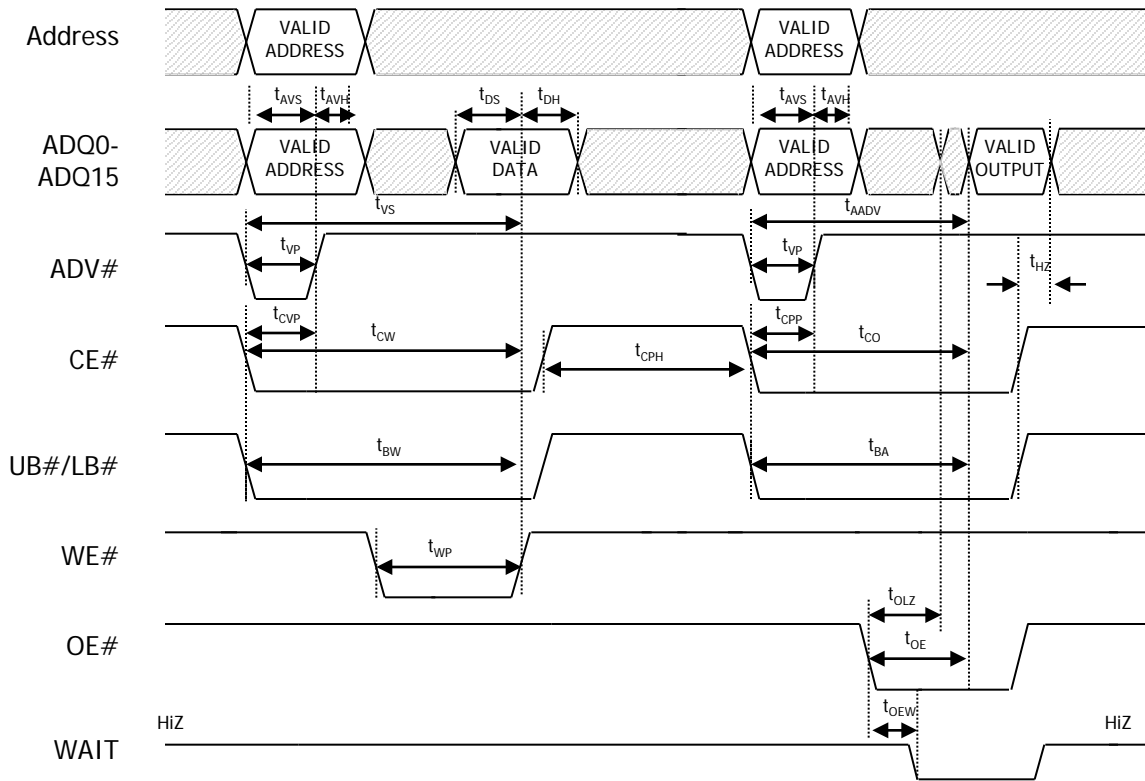 Address
VALID
ADDRESS
VALID
ADDRESS
tAVS
tAVH
tDS
tDH
tAVS
tAVH
ADQ0-
ADQ15
VALID
ADDRESS
VALID
DATA
VALID
ADDRESS
VALID
OUTPUT
tVS
tAADV
ADV#
tVP
tVP
tHZ
CE#
tCVP
tCW
tCPH
tCPP
tCO
UB#/LB#
tBW
tBA
WE#
tWP
OE#
tOLZ
tOE
tOEW
HiZ
HiZ
WAIT